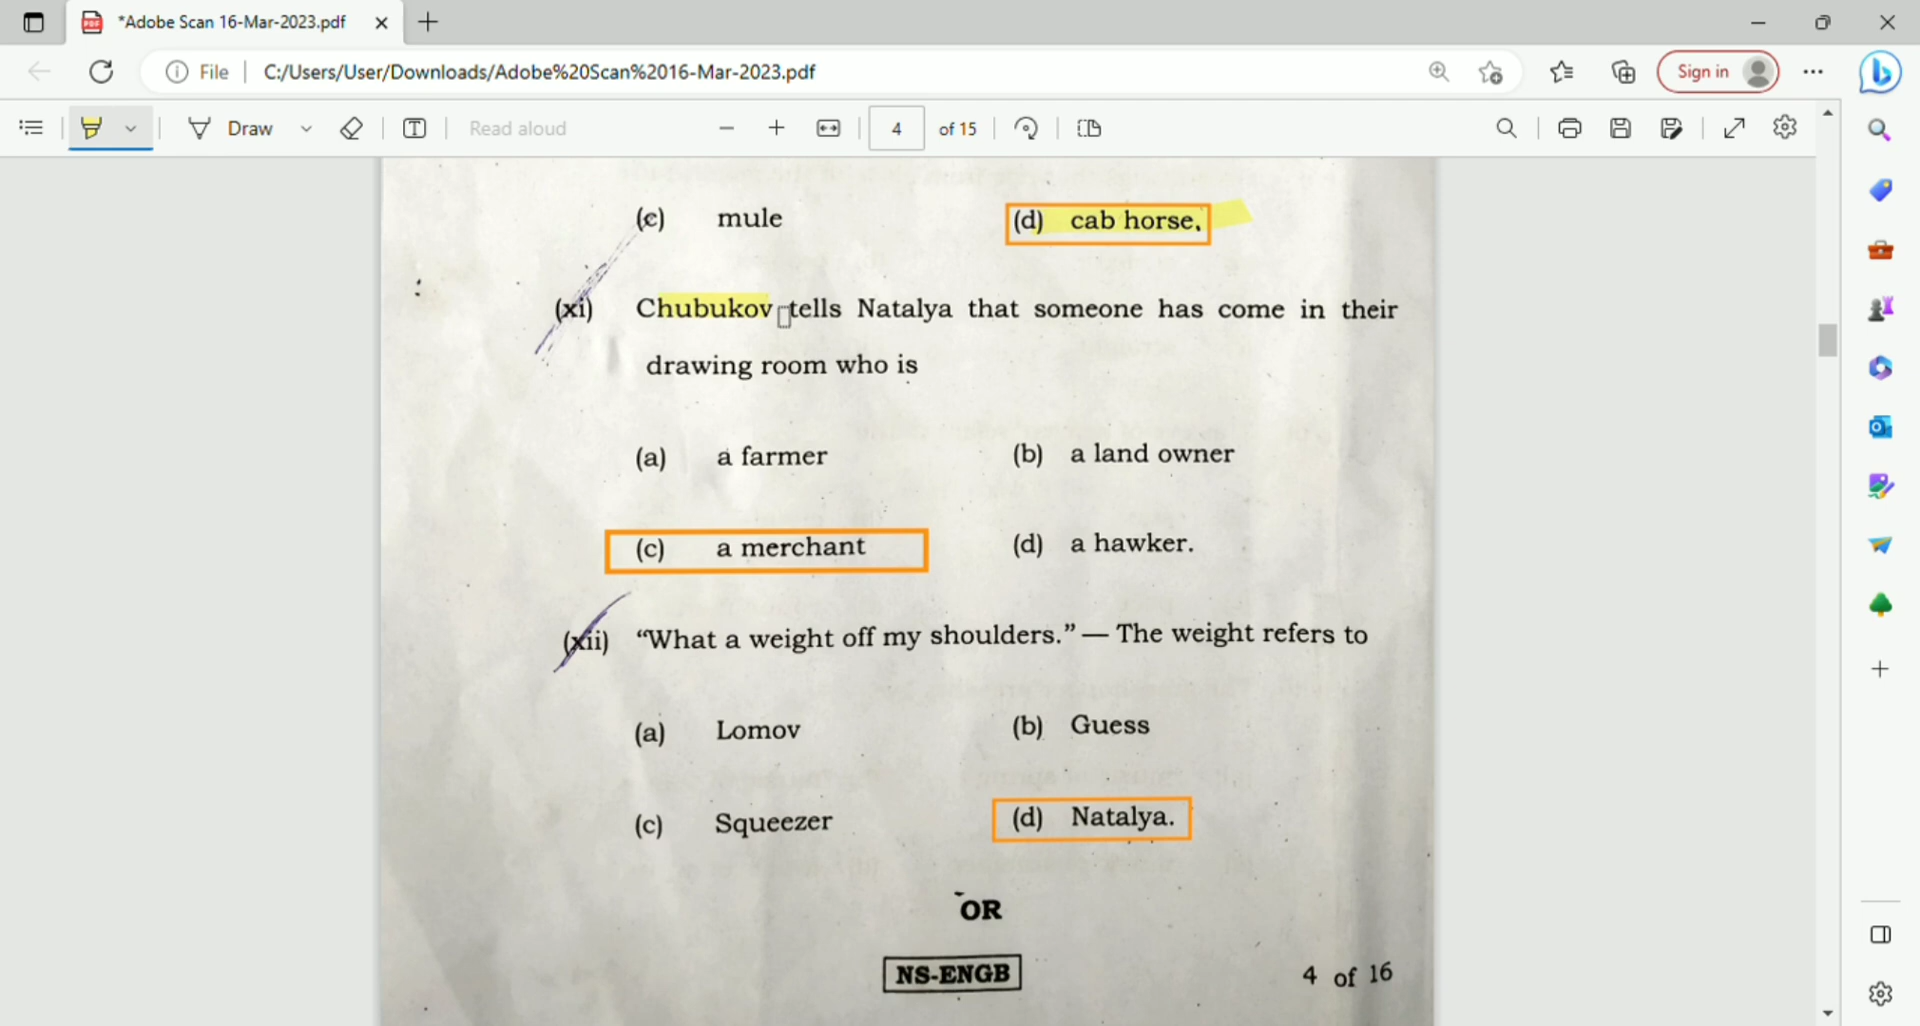 *Adobe Scan 16-Mar-2023.pdf
File C:/Users/User/Downloads/Adobe%20Scan%2016-Mar-2023.pdf
Sign in
Draw
Read aloud
4 of 15
(c) mule (d) cab horse.
(xi) Chubukov tells Natalya that someone has come in their
drawing room who is
(a) a farmer (b) a land owner
(c) a merchant (d) a hawker.
(xii) “What a weight off my shoulders.” — The weight refers to
(a) Lomov (b) Guess
(c) Squeezer (d) Natalya.
OR
NS-ENGB 4 of 16